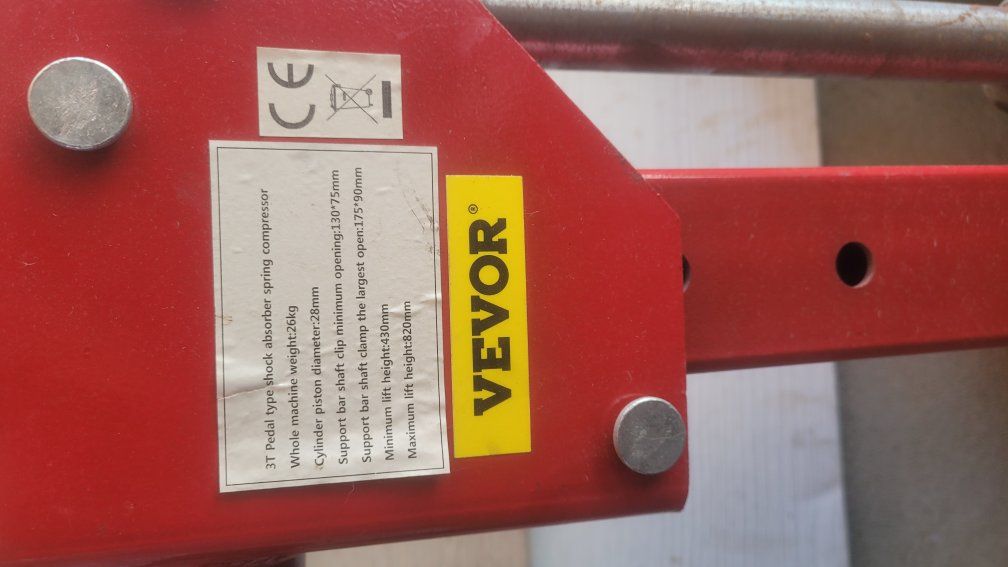 CE
3T Pedal type shock absorber spring compressor
Whole machine weight:26kg
Cylinder piston diameter:28mm
Support bar shaft clip minimum opening:130*75mm
Support bar shaft clamp the largest open:175*90mm
Minimum lift height:430mm
Maximum lift height:820mm
VEVOR®